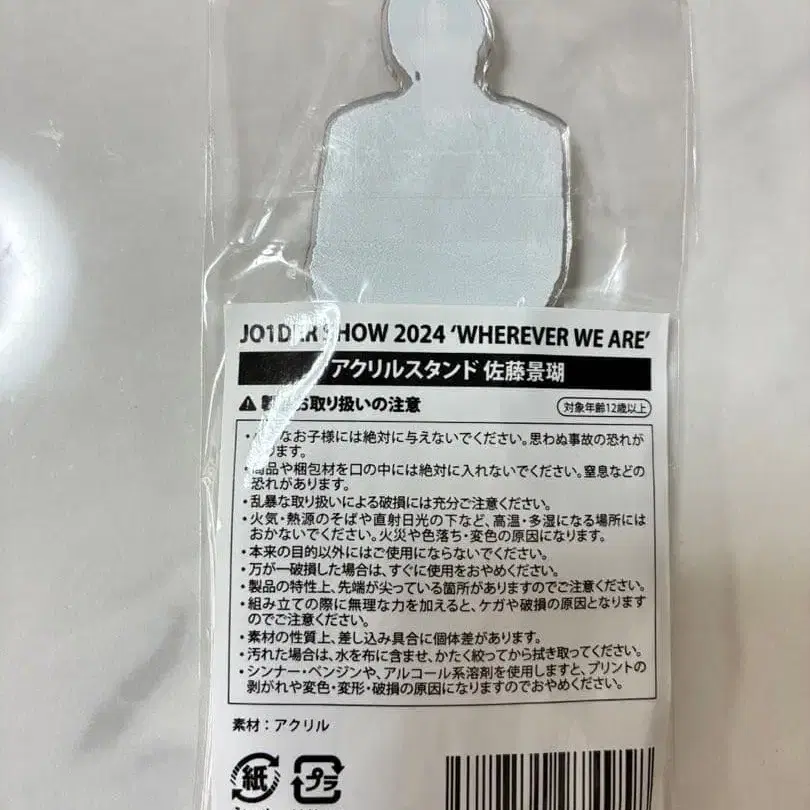 JO1DER SHOW 2024 ‘WHEREVER WE ARE’
アクリルスタンド 佐藤景瑚
お取り扱いの注意
対象年齢12歳以上
なお子様には絶対に与えないでください。思わぬ事故の恐れが
ります。
・商品や梱包材を口の中には絶対に入れないでください。窒息などの
恐れがあります。
・乱暴な取り扱いによる破損には充分ご注意ください。
・火気・熱源のそばや直射日光の下など、高温・多湿になる場所には
おかないでください。火災や色落ち・変色の原因になります。
・本来の目的以外にはご使用にならないでください。
・万が一破損した場合は、すぐに使用をおやめください。
・製品の特性上、先端が尖っている箇所がありますのでご注意ください。
・組み立ての際に無理な力を加えると、ケガや破損の原因となります
のでご注意ください。
・素材の性質上、差し込み具合に個体差があります。
・汚れた場合は、水を布に含ませ、かたく絞ってから拭き取ってください。
・シンナー・ベンジンや、アルコール系溶剤を使用しますと、プリントの
剥がれや変色・変形・破損の原因になりますのでおやめください。
素材：アクリル
紙 プラ